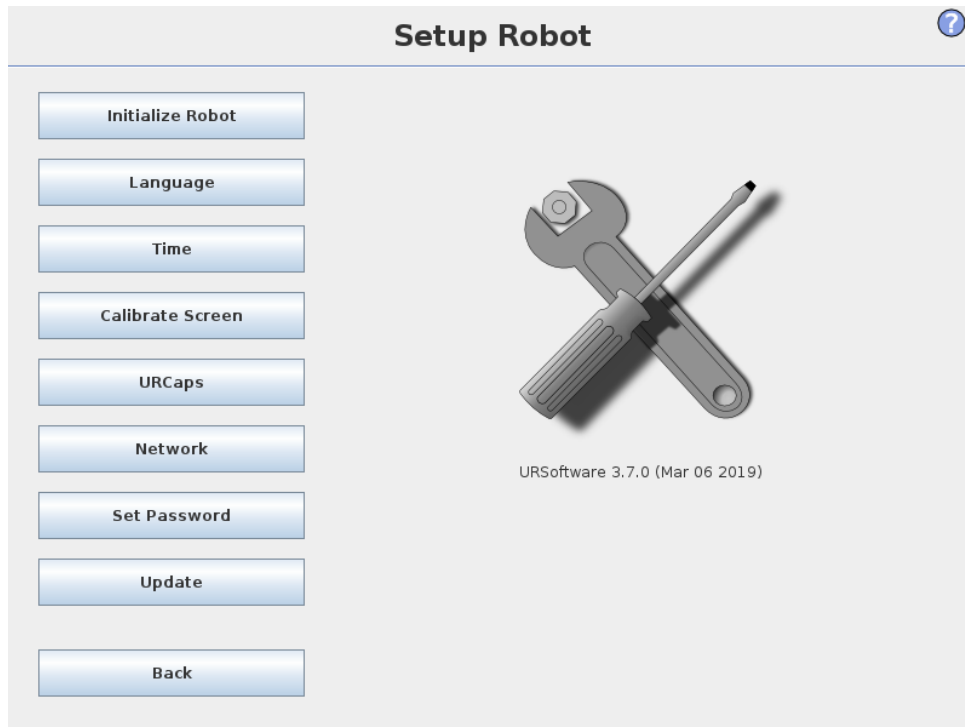 Setup Robot
?
Initialize Robot
Language
Time
Calibrate Screen
URCaps
Network
Set Password
Update
Back
URSoftware 3.7.0 (Mar 06 2019)